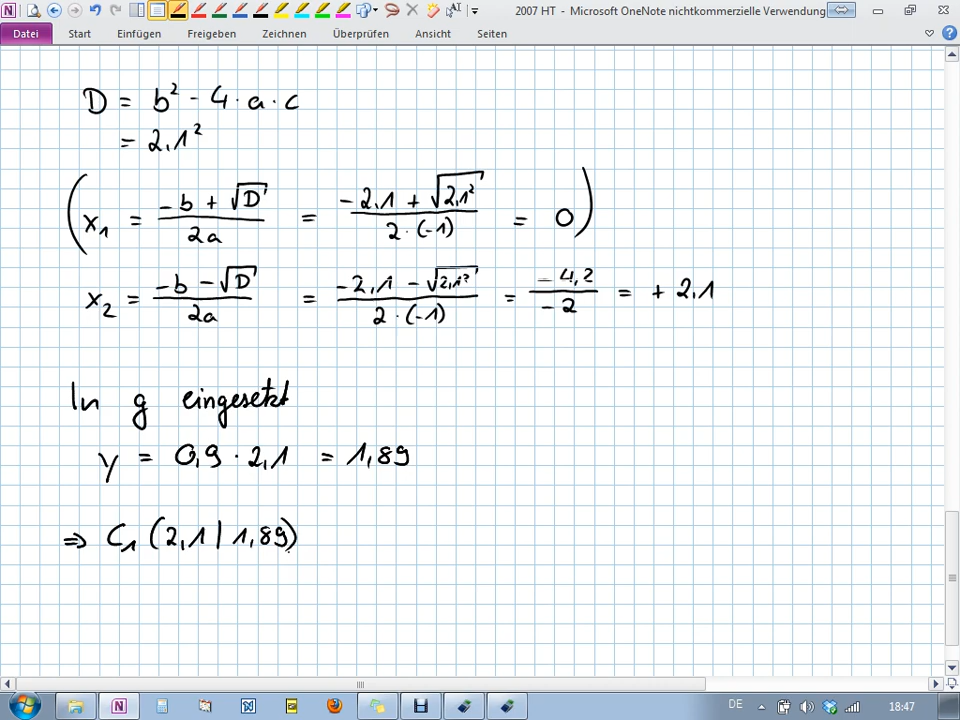 2007 HT - Microsoft OneNote nichtkommerzielle Verwendung
Datei Start Einfügen Freigeben Zeichnen Überprüfen Ansicht Seiten
D = b² - 4 · a · c
= 2,1²
( x₁ = (-b + √D) / 2a = (-2,1 + √2,1²) / 2 · (-1) = 0 )
x₂ = (-b - √D) / 2a = (-2,1 - √2,1²) / 2 · (-1) = -4,2 / -2 = + 2,1
In g eingesetzt
y = 0,9 · 2,1 = 1,89
⇒ C₁ (2,1 | 1,89)
DE 18:47